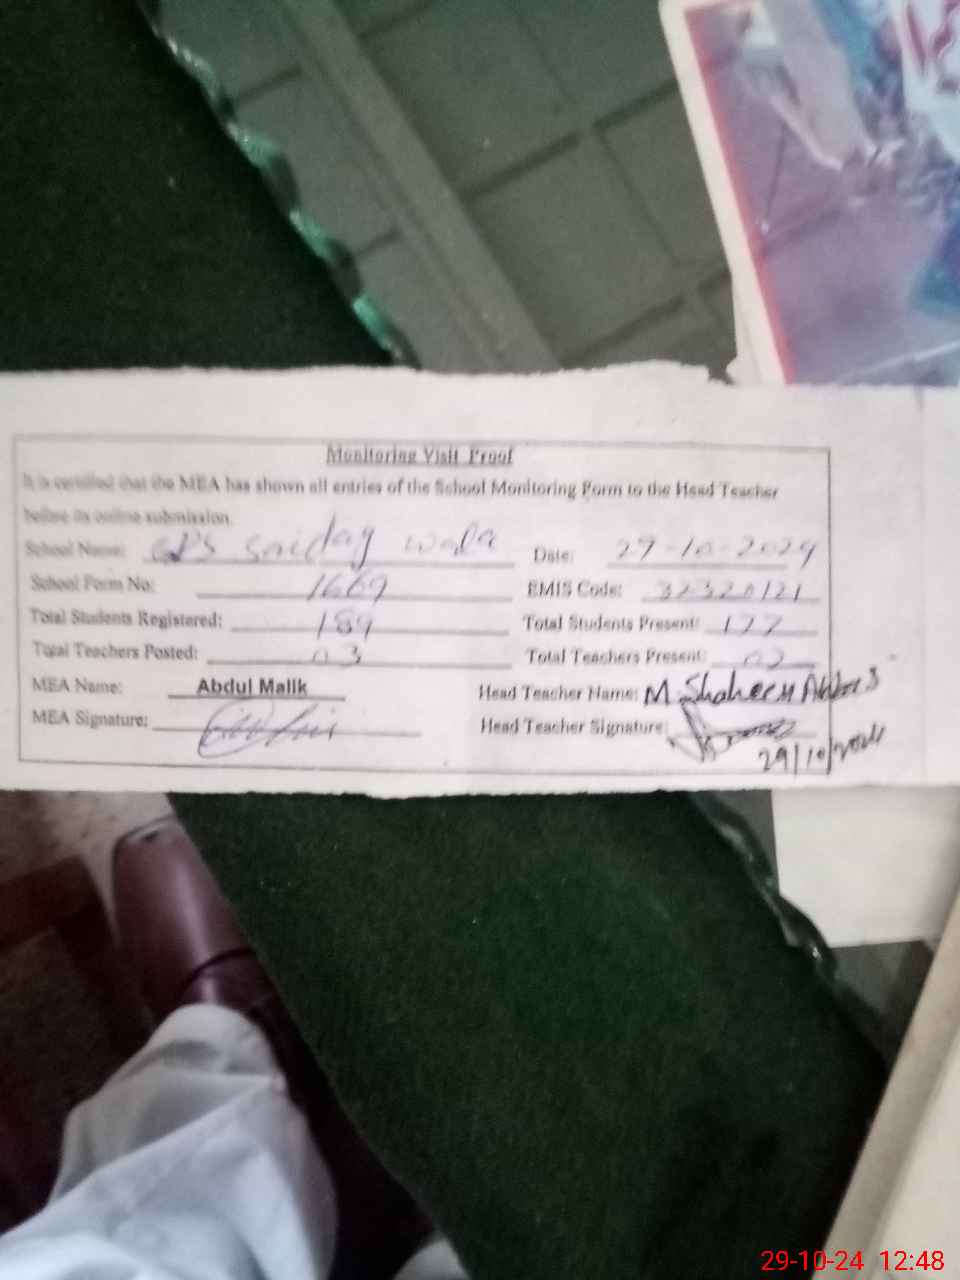 Monitoring Visit Proof
It is certified that the MEA has shown all entries of the School Monitoring Form to the Head Teacher
before its online submission.
School Name: GPS saiday wala Date: 29-10-2024
School Form No: 1669 EMIS Code: 32320121
Total Students Registered: 189 Total Students Present: 177
Total Teachers Posted: 03 Total Teachers Present: 02
MEA Name: Abdul Malik Head Teacher Name: M. Shaheen Abbas
MEA Signature: Head Teacher Signature:
29/10/2024
29-10-24 12:48